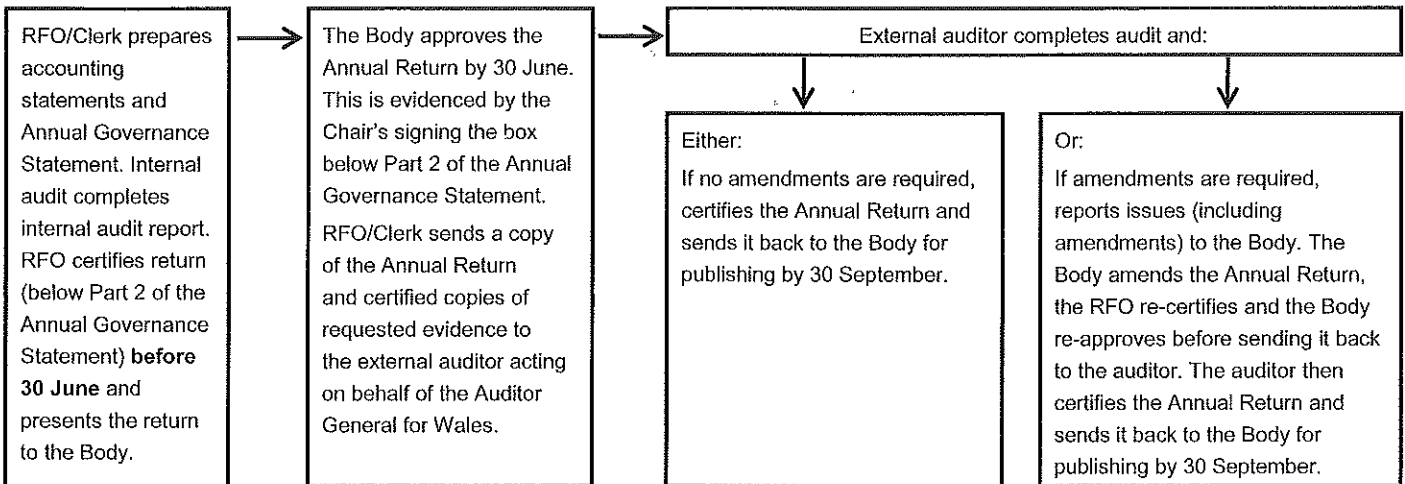 RFO/Clerk prepares
accounting
statements and
Annual Governance
Statement. Internal
audit completes
internal audit report.
RFO certifies return
(below Part 2 of the
Annual Governance
Statement) before
30 June and
presents the return
to the Body.
The Body approves the
Annual Return by 30 June.
This is evidenced by the
Chair's signing the box
below Part 2 of the Annual
Governance Statement.
RFO/Clerk sends a copy
of the Annual Return
and certified copies of
requested evidence to
the external auditor acting
on behalf of the Auditor
General for Wales.
External auditor completes audit and:
Either:
If no amendments are required,
certifies the Annual Return and
sends it back to the Body for
publishing by 30 September.
Or:
If amendments are required,
reports issues (including
amendments) to the Body. The
Body amends the Annual Return,
the RFO re-certifies and the Body
re-approves before sending it back
to the auditor. The auditor then
certifies the Annual Return and
sends it back to the Body for
publishing by 30 September.